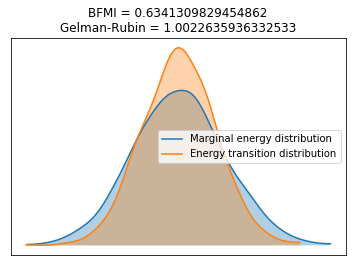 BFMI = 0.6341309829454862
Gelman-Rubin = 1.0022635936332533
Marginal energy distribution
Energy transition distribution